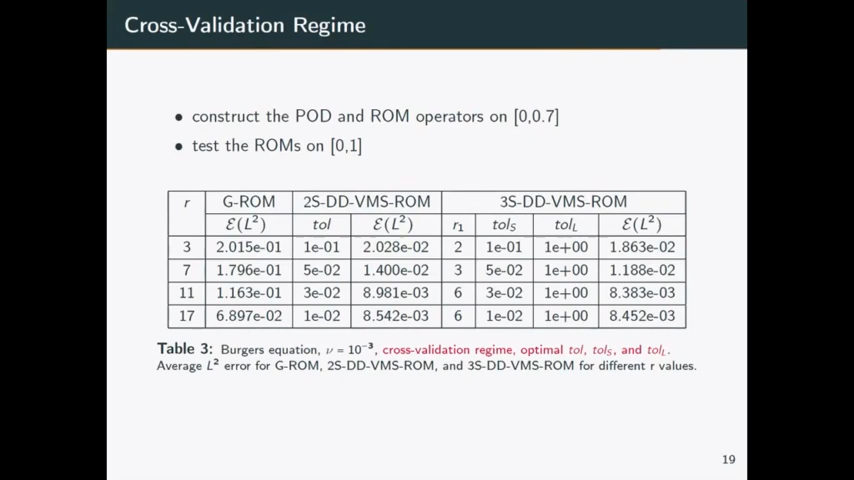 Cross-Validation Regime
• construct the POD and ROM operators on [0,0.7]
• test the ROMs on [0,1]
r G-ROM 2S-DD-VMS-ROM 3S-DD-VMS-ROM
ℰ(L²) tol ℰ(L²) r₁ tol_S tol_L ℰ(L²)
3 2.015e-01 1e-01 2.028e-02 2 1e-01 1e+00 1.863e-02
7 1.796e-01 5e-02 1.400e-02 3 5e-02 1e+00 1.188e-02
11 1.163e-01 3e-02 8.981e-03 6 3e-02 1e+00 8.383e-03
17 6.897e-02 1e-02 8.542e-03 6 1e-02 1e+00 8.452e-03
Table 3: Burgers equation, ν = 10⁻³, cross-validation regime, optimal tol, tol_S, and tol_L.
Average L² error for G-ROM, 2S-DD-VMS-ROM, and 3S-DD-VMS-ROM for different r values.
19